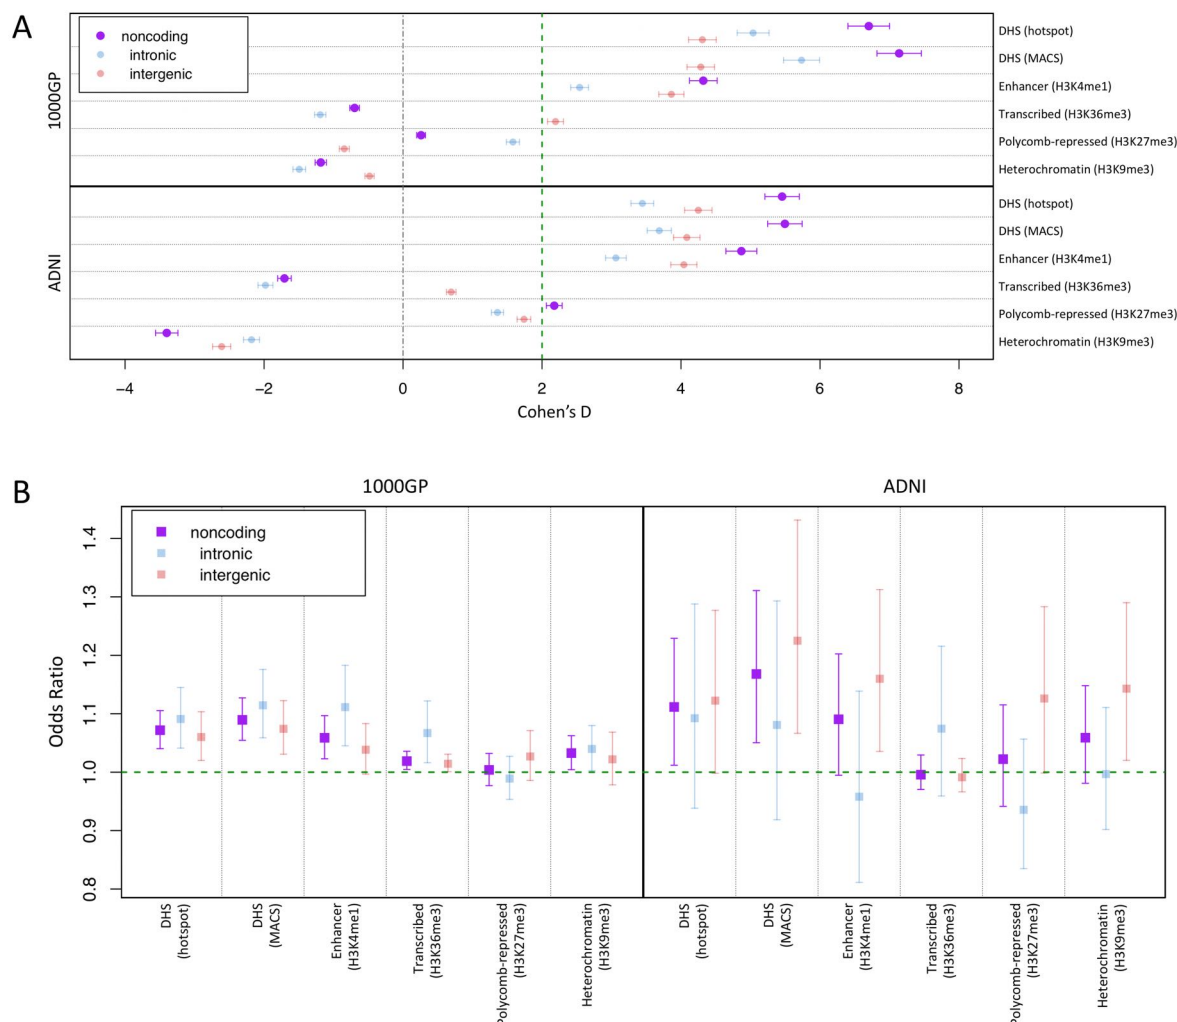 A
noncoding
intronic
intergenic
1000GP
ADNI
DHS (hotspot)
DHS (MACS)
Enhancer (H3K4me1)
Transcribed (H3K36me3)
Polycomb-repressed (H3K27me3)
Heterochromatin (H3K9me3)
DHS (hotspot)
DHS (MACS)
Enhancer (H3K4me1)
Transcribed (H3K36me3)
Polycomb-repressed (H3K27me3)
Heterochromatin (H3K9me3)
−4 −2 0 2 4 6 8
Cohen’s D
B
1000GP ADNI
noncoding
intronic
intergenic
Odds Ratio
1.4
1.3
1.2
1.1
1.0
0.9
0.8
DHS
(hotspot)
DHS
(MACS)
Enhancer
(H3K4me1)
Transcribed
(H3K36me3)
Polycomb-repressed
(H3K27me3)
Heterochromatin
(H3K9me3)
DHS
(hotspot)
DHS
(MACS)
Enhancer
(H3K4me1)
Transcribed
(H3K36me3)
Polycomb-repressed
(H3K27me3)
Heterochromatin
(H3K9me3)